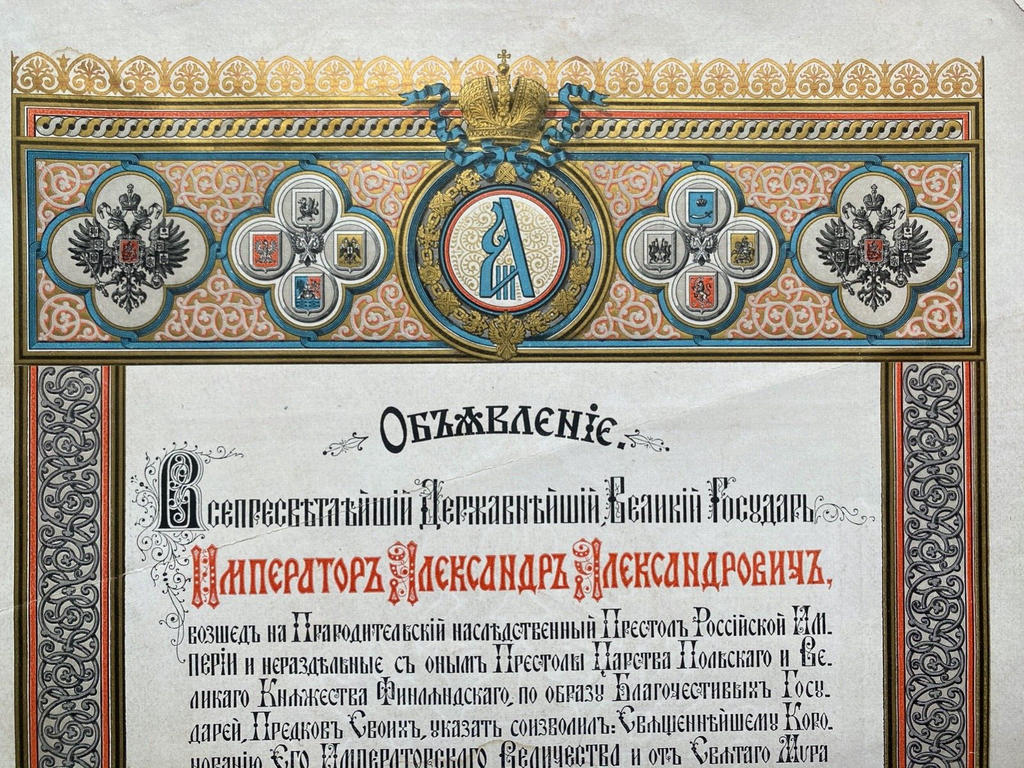 Объѧвленіе.
Всепресвѣтлѣйшій Державнѣйшій Великій Государь
Императоръ Александръ Александровичъ,
возшедъ на Прародительскій наслѣдственный Престолъ Россійской Им-
періи и нераздѣльные съ онымъ Престолы Царства Польскаго и Ве-
ликаго Княжества Финляндскаго, по образу Благочестивыхъ Госу-
дарей, Предковъ Своихъ, указать соизволилъ: Священнѣйшему Коро-
нованію Его Императорскаго Величества и отъ Святаго Мѵра